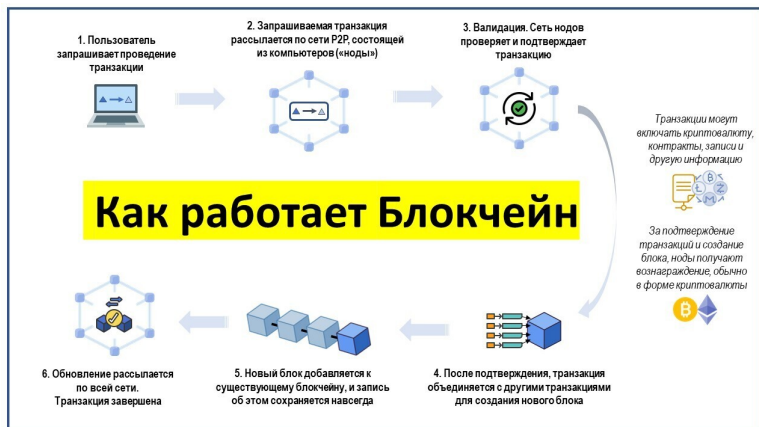 1. Пользователь
запрашивает проведение
транзакции
2. Запрашиваемая транзакция
рассылается по сети P2P, состоящей
из компьютеров («ноды»)
3. Валидация. Сеть нодов
проверяет и подтверждает
транзакцию
Транзакции могут
включать криптовалюту,
контракты, записи и
другую информацию
Как работает Блокчейн
За подтверждение
транзакций и создание
блока, ноды получают
вознаграждение, обычно
в форме криптовалюты
4. После подтверждения, транзакция
объединяется с другими транзакциями
для создания нового блока
5. Новый блок добавляется к
существующему блокчейну, и запись
об этом сохраняется навсегда
6. Обновление рассылается
по всей сети.
Транзакция завершена